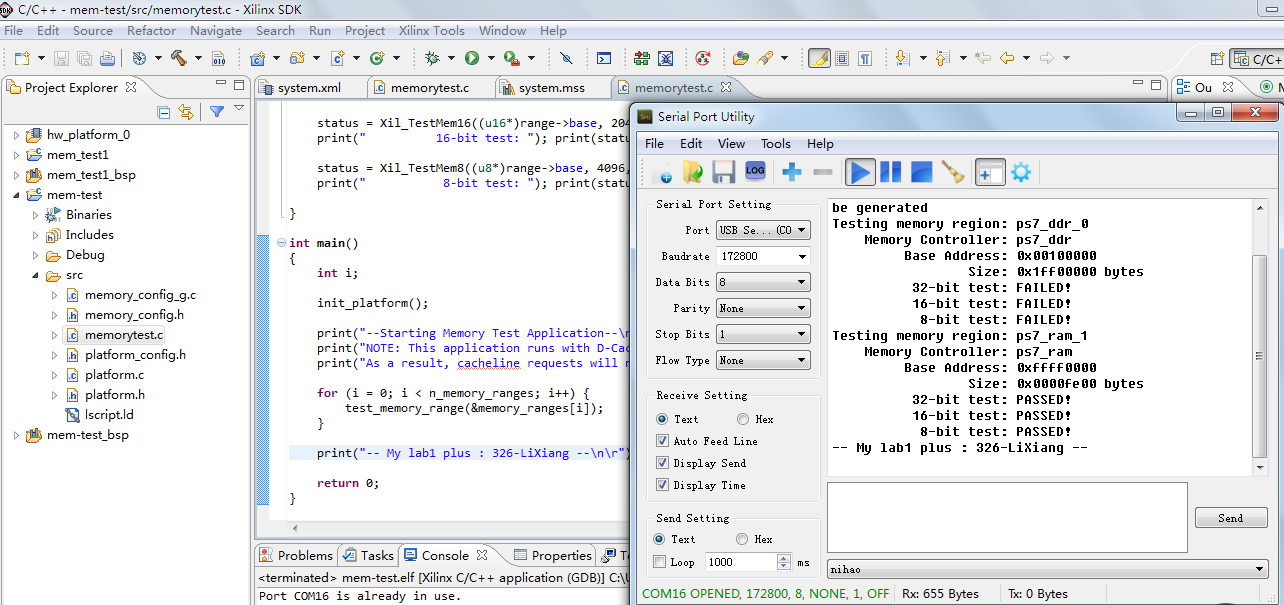 C/C++ - mem-test/src/memorytest.c - Xilinx SDK
File Edit Source Refactor Navigate Search Run Project Xilinx Tools Window Help
C/C++
Project Explorer
hw_platform_0
mem_test1
mem_test1_bsp
mem-test
Binaries
Includes
Debug
src
memory_config_g.c
memory_config.h
memorytest.c
platform_config.h
platform.c
platform.h
lscript.ld
mem-test_bsp
system.xml memorytest.c system.mss memorytest.c
status = Xil_TestMem16((u16*)range->base, 204
print(" 16-bit test: "); print(statu
status = Xil_TestMem8((u8*)range->base, 4096,
print(" 8-bit test: "); print(statu
}
int main()
{
int i;
init_platform();
print("--Starting Memory Test Application--\n
print("NOTE: This application runs with D-Cac
print("As a result, cacheline requests will n
for (i = 0; i < n_memory_ranges; i++) {
test_memory_range(&memory_ranges[i]);
}
print("-- My lab1 plus : 326-LiXiang --\n\r")
return 0;
}
Problems Tasks Console Properties Te
<terminated> mem-test.elf [Xilinx C/C++ application (GDB)] C:\U
Port COM16 is already in use.
Ou M
Serial Port Utility
File Edit View Tools Help
LOG
Serial Port Setting
Port USB Se... (CO
Baudrate 172800
Data Bits 8
Parity None
Stop Bits 1
Flow Type None
Receive Setting
Text Hex
Auto Feed Line
Display Send
Display Time
Send Setting
Text Hex
Loop 1000 ms
be generated
Testing memory region: ps7_ddr_0
Memory Controller: ps7_ddr
Base Address: 0x00100000
Size: 0x1ff00000 bytes
32-bit test: FAILED!
16-bit test: FAILED!
8-bit test: FAILED!
Testing memory region: ps7_ram_1
Memory Controller: ps7_ram
Base Address: 0xffff0000
Size: 0x0000fe00 bytes
32-bit test: PASSED!
16-bit test: PASSED!
8-bit test: PASSED!
-- My lab1 plus : 326-LiXiang --
Send
nihao
COM16 OPENED, 172800, 8, NONE, 1, OFF Rx: 655 Bytes Tx: 0 Bytes